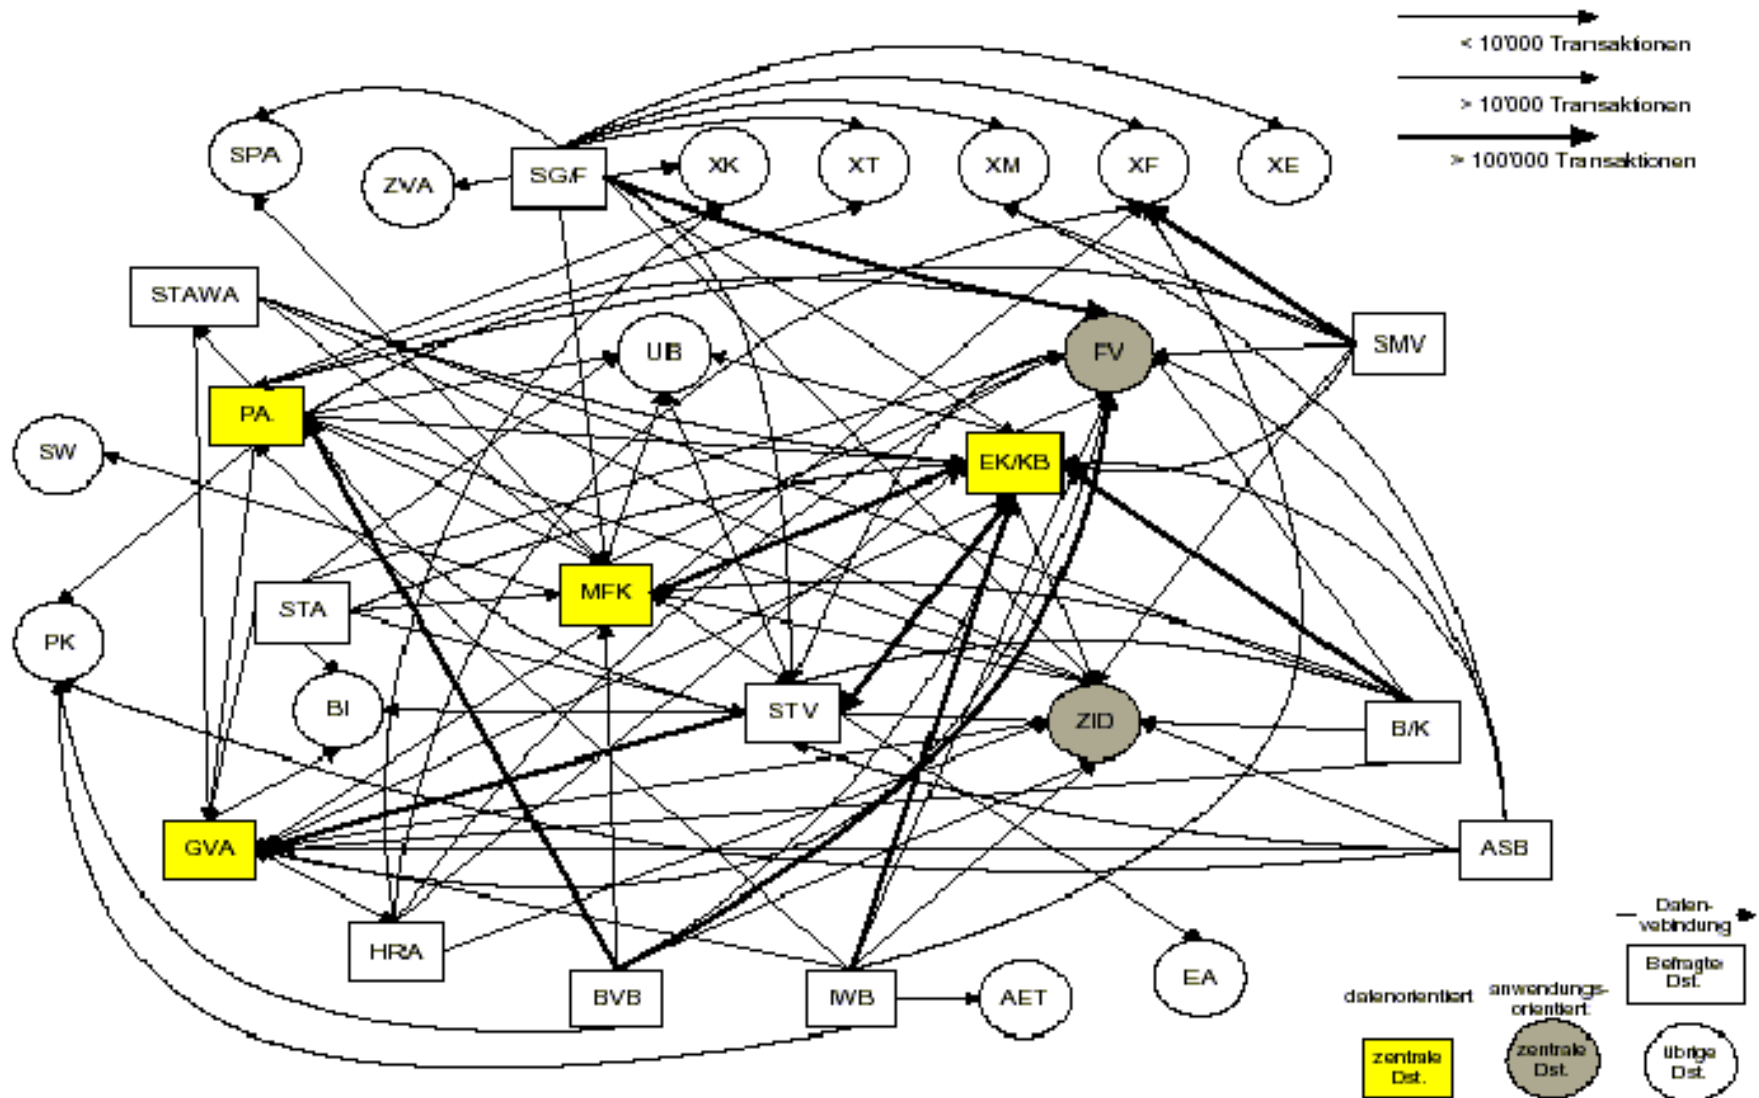 < 10'000 Transaktionen
> 10'000 Transaktionen
> 100'000 Transaktionen
SPA
ZVA
SG/F
XK
XT
XM
XF
XE
STAWA
UB
FV
SMV
PA.
SW
EK/KB
MFK
STA
PK
BI
STV
ZID
B/K
GVA
ASB
HRA
BVB
IWB
AET
EA
Daten-
vebindung
Befragte
Dst.
datenorientiert
anwendungs-
orientiert
zentrale
Dst.
zentrale
Dst.
übrige
Dst.